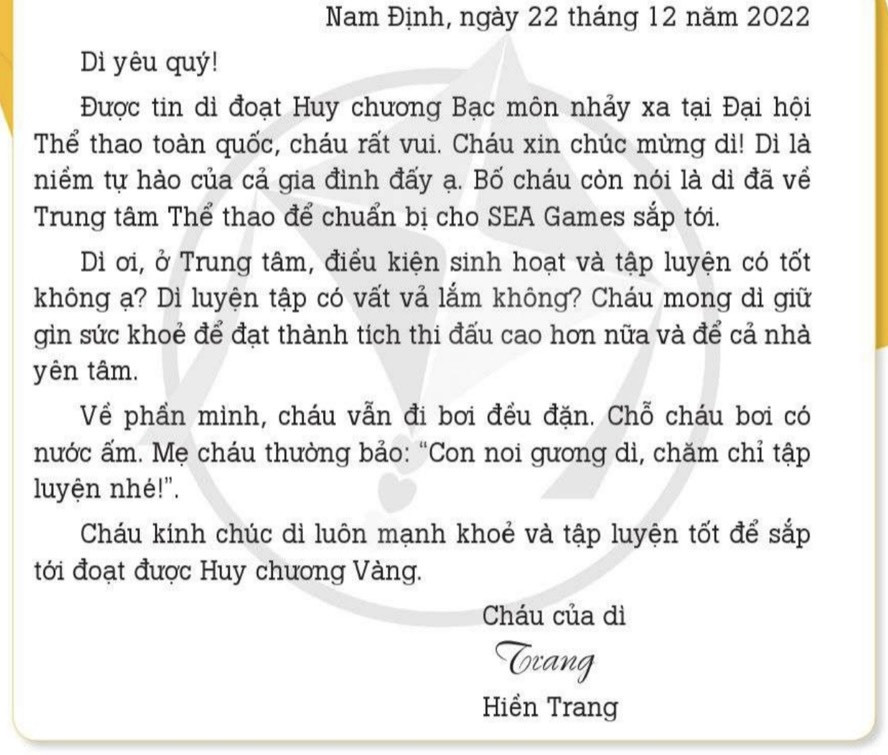 Nam Định, ngày 22 tháng 12 năm 2022
Dì yêu quý!
Được tin dì đoạt Huy chương Bạc môn nhảy xa tại Đại hội
Thể thao toàn quốc, cháu rất vui. Cháu xin chúc mừng dì! Dì là
niềm tự hào của cả gia đình đấy ạ. Bố cháu còn nói là dì đã về
Trung tâm Thể thao để chuẩn bị cho SEA Games sắp tới.
Dì ơi, ở Trung tâm, điều kiện sinh hoạt và tập luyện có tốt
không ạ? Dì luyện tập có vất vả lắm không? Cháu mong dì giữ
gìn sức khoẻ để đạt thành tích thi đấu cao hơn nữa và để cả nhà
yên tâm.
Về phần mình, cháu vẫn đi bơi đều đặn. Chỗ cháu bơi có
nước ấm. Mẹ cháu thường bảo: “Con noi gương dì, chăm chỉ tập
luyện nhé!”.
Cháu kính chúc dì luôn mạnh khoẻ và tập luyện tốt để sắp
tới đoạt được Huy chương Vàng.
Cháu của dì
Trang
Hiền Trang